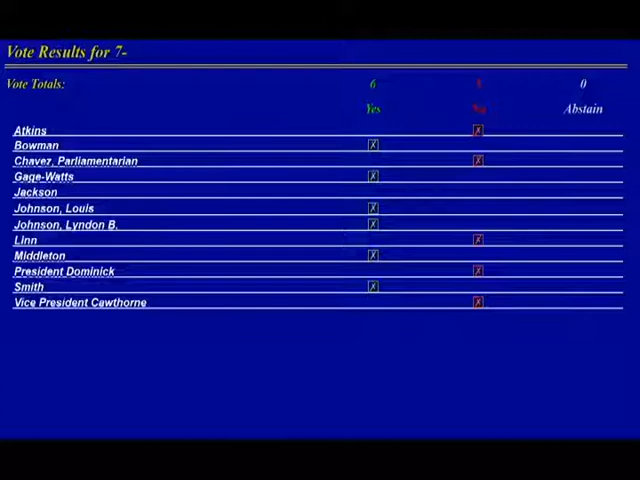 Vote Results for 7-
Vote Totals: 6 0
Yes No Abstain
Atkins
Bowman
Chavez, Parliamentarian
Gage-Watts
Jackson
Johnson, Louis
Johnson, Lyndon B.
Linn
Middleton
President Dominick
Smith
Vice President Cawthorne